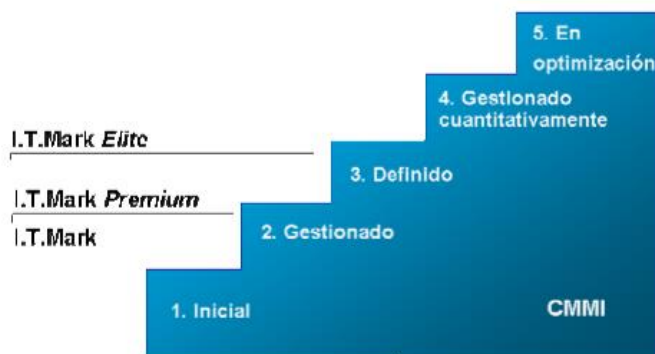 5. En
optimización
4. Gestionado
cuantitativamente
I.T.Mark Elite
3. Definido
I.T.Mark Premium
I.T.Mark
2. Gestionado
1. Inicial
CMMI